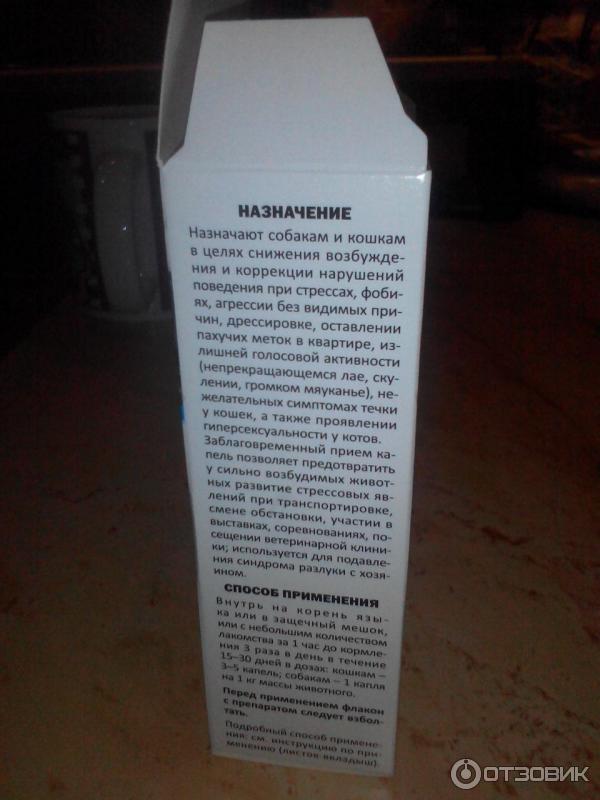 НАЗНАЧЕНИЕ
Назначают собакам и кошкам
в целях снижения возбужде-
ния и коррекции нарушений
поведения при стрессах, фоби-
ях, агрессии без видимых при-
чин, дрессировке, оставлении
пахучих меток в квартире, из-
лишней голосовой активности
(непрекращающемся лае, ску-
лении, громком мяуканье), не-
желательных симптомах течки
у кошек, а также проявлении
гиперсексуальности у котов.
Заблаговременный прием ка-
пель позволяет предотвратить
у сильно возбудимых живот-
ных развитие стрессовых яв-
лений при транспортировке,
смене обстановки, участии в
выставках, соревнованиях, по-
сещении ветеринарной клини-
ки; используется для подавле-
ния синдрома разлуки с хозя-
ином.
СПОСОБ ПРИМЕНЕНИЯ
Внутрь на корень язы-
ка или в защечный мешок,
или с небольшим количеством
лакомства за 1 час до кормле-
ния 3 раза в день в течение
15–30 дней в дозах: кошкам –
3–5 капель; собакам – 1 капля
на 1 кг массы животного.
Перед применением флакон
с препаратом следует взбол-
тать.
Подробный способ примене-
ния: см. инструкцию по при-
менению (листок-вкладыш).
ОТЗОВИК